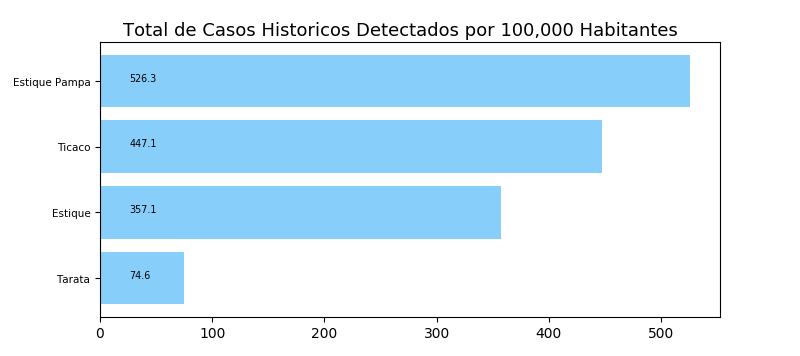 Total de Casos Historicos Detectados por 100,000 Habitantes
Estique Pampa
526.3
Ticaco
447.1
Estique
357.1
Tarata
74.6
0 100 200 300 400 500